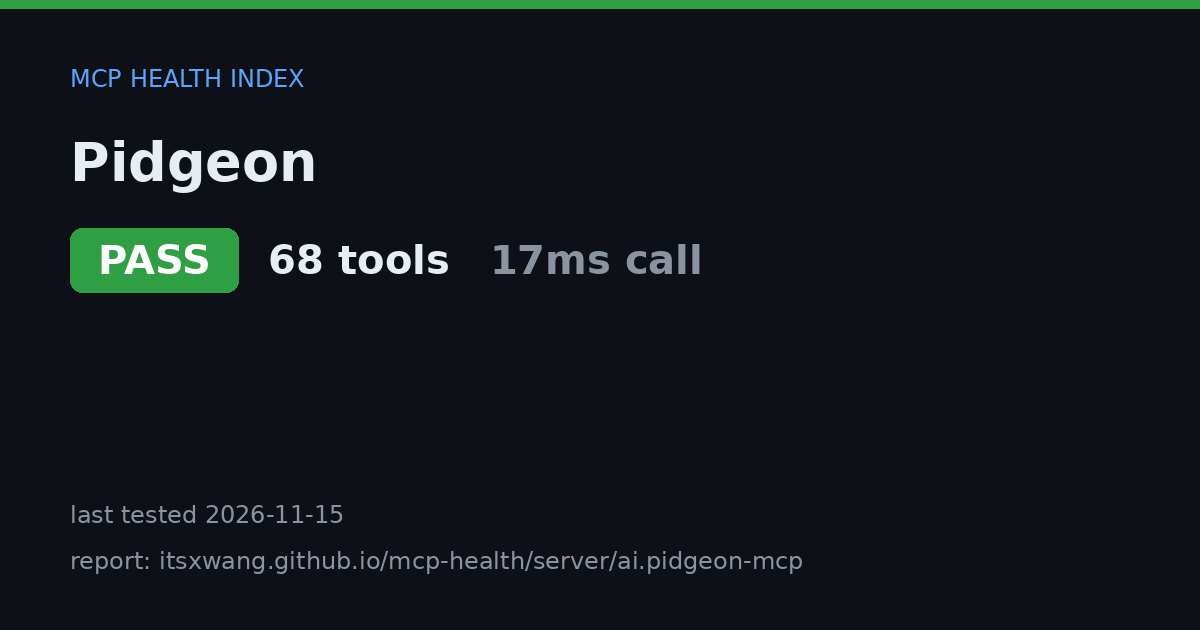 MCP HEALTH INDEX
Pidgeon
PASS 68 tools 17ms call
last tested 2026-11-15
report: itsxwang.github.io/mcp-health/server/ai.pidgeon-mcp